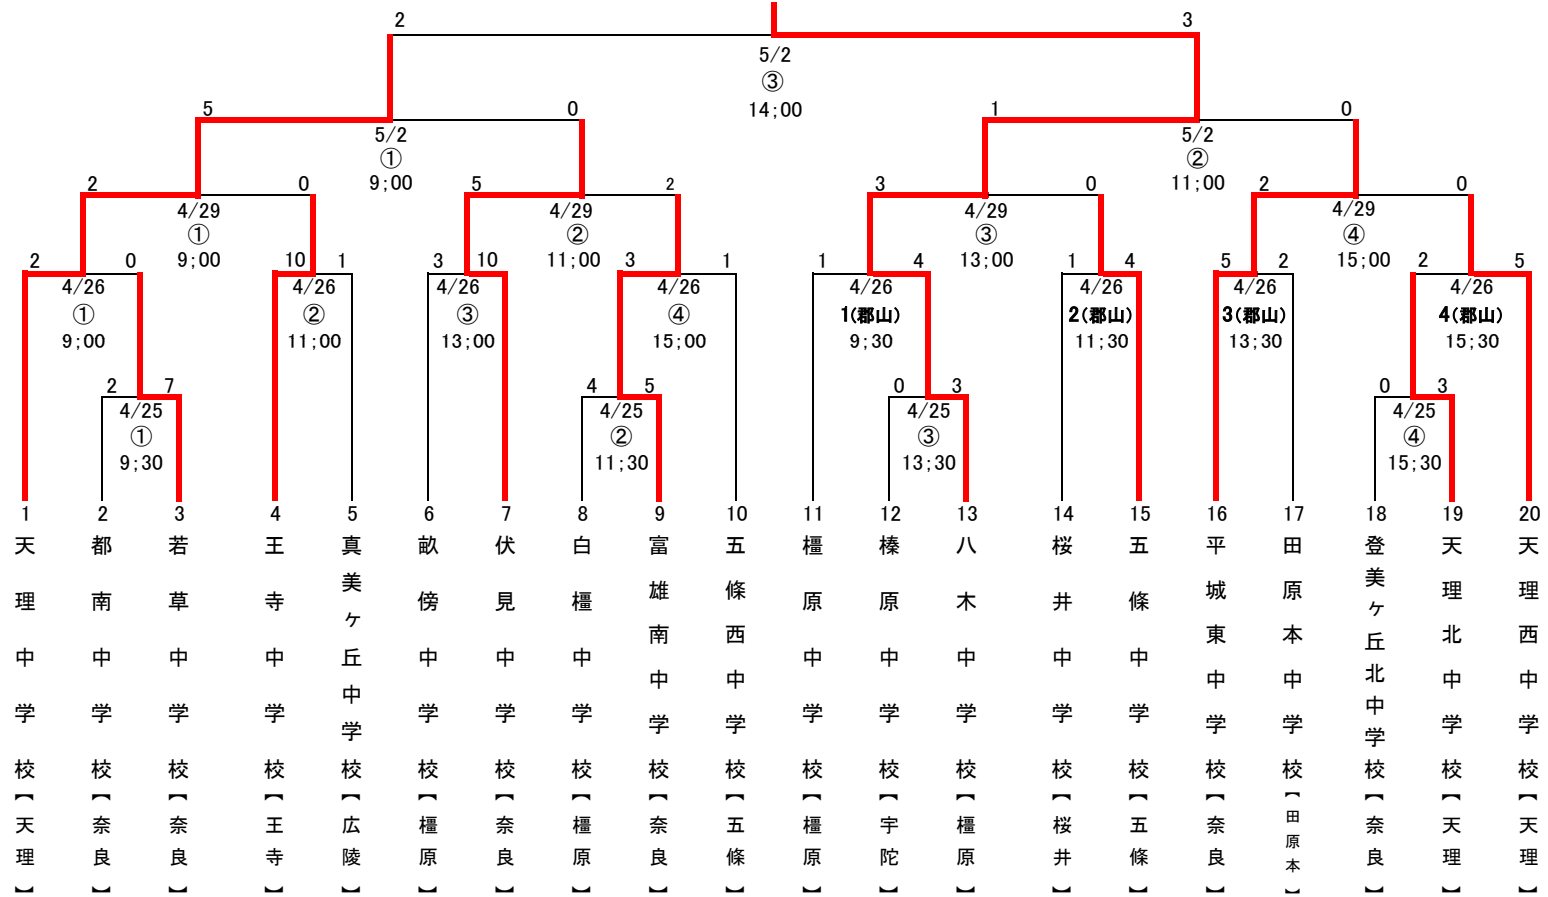 2 3
5/2
③
14;00
5 0 1 0
5/2 5/2
① ②
9;00 11;00
2 0 5 2 3 0 2 0
4/29 4/29 4/29 4/29
① ② ③ ④
9;00 11;00 13;00 15;00
2 0 10 1 3 10 3 1 1 4 1 4 5 2 2 5
4/26 4/26 4/26 4/26 4/26 4/26 4/26 4/26
① ② ③ ④ 1(郡山) 2(郡山) 3(郡山) 4(郡山)
9;00 11;00 13;00 15;00 9;30 11;30 13;30 15;30
2 7 4 5 0 3 0 3
4/25 4/25 4/25 4/25
① ② ③ ④
9;30 11;30 13;30 15;30
1 天理中学校【天理】
2 都南中学校【奈良】
3 若草中学校【奈良】
4 王寺中学校【王寺】
5 真美ヶ丘中学校【広陵】
6 畝傍中学校【橿原】
7 伏見中学校【奈良】
8 白橿中学校【橿原】
9 富雄南中学校【奈良】
10 五條西中学校【五條】
11 橿原中学校【橿原】
12 榛原中学校【宇陀】
13 八木中学校【橿原】
14 桜井中学校【桜井】
15 五條中学校【五條】
16 平城東中学校【奈良】
17 田原本中学校【田原本】
18 登美ヶ丘北中学校【奈良】
19 天理北中学校【天理】
20 天理西中学校【天理】